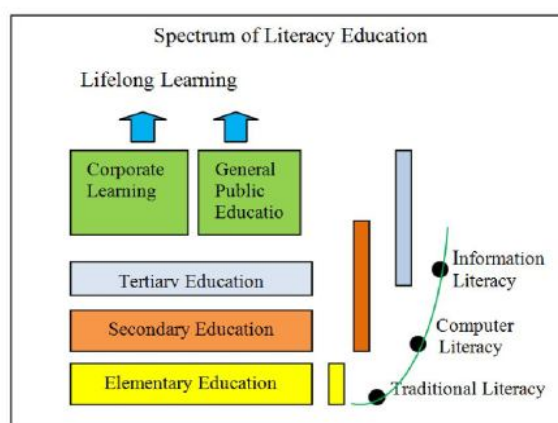 Spectrum of Literacy Education
Lifelong Learning
Corporate
Learning
General
Public
Educatio
Tertiary Education
Secondary Education
Elementary Education
Information
Literacy
Computer
Literacy
Traditional Literacy